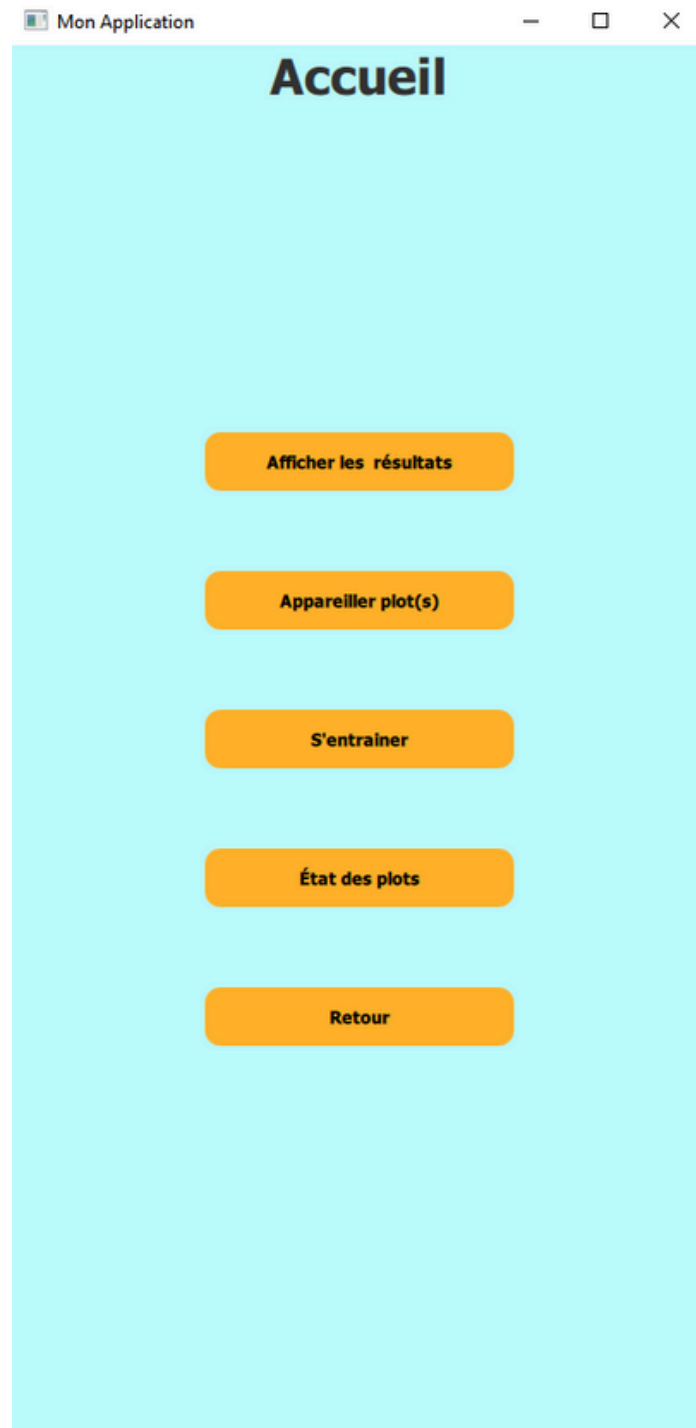 Mon Application
Accueil
Afficher les  résultats
Appareiller plot(s)
S'entrainer
État des plots
Retour